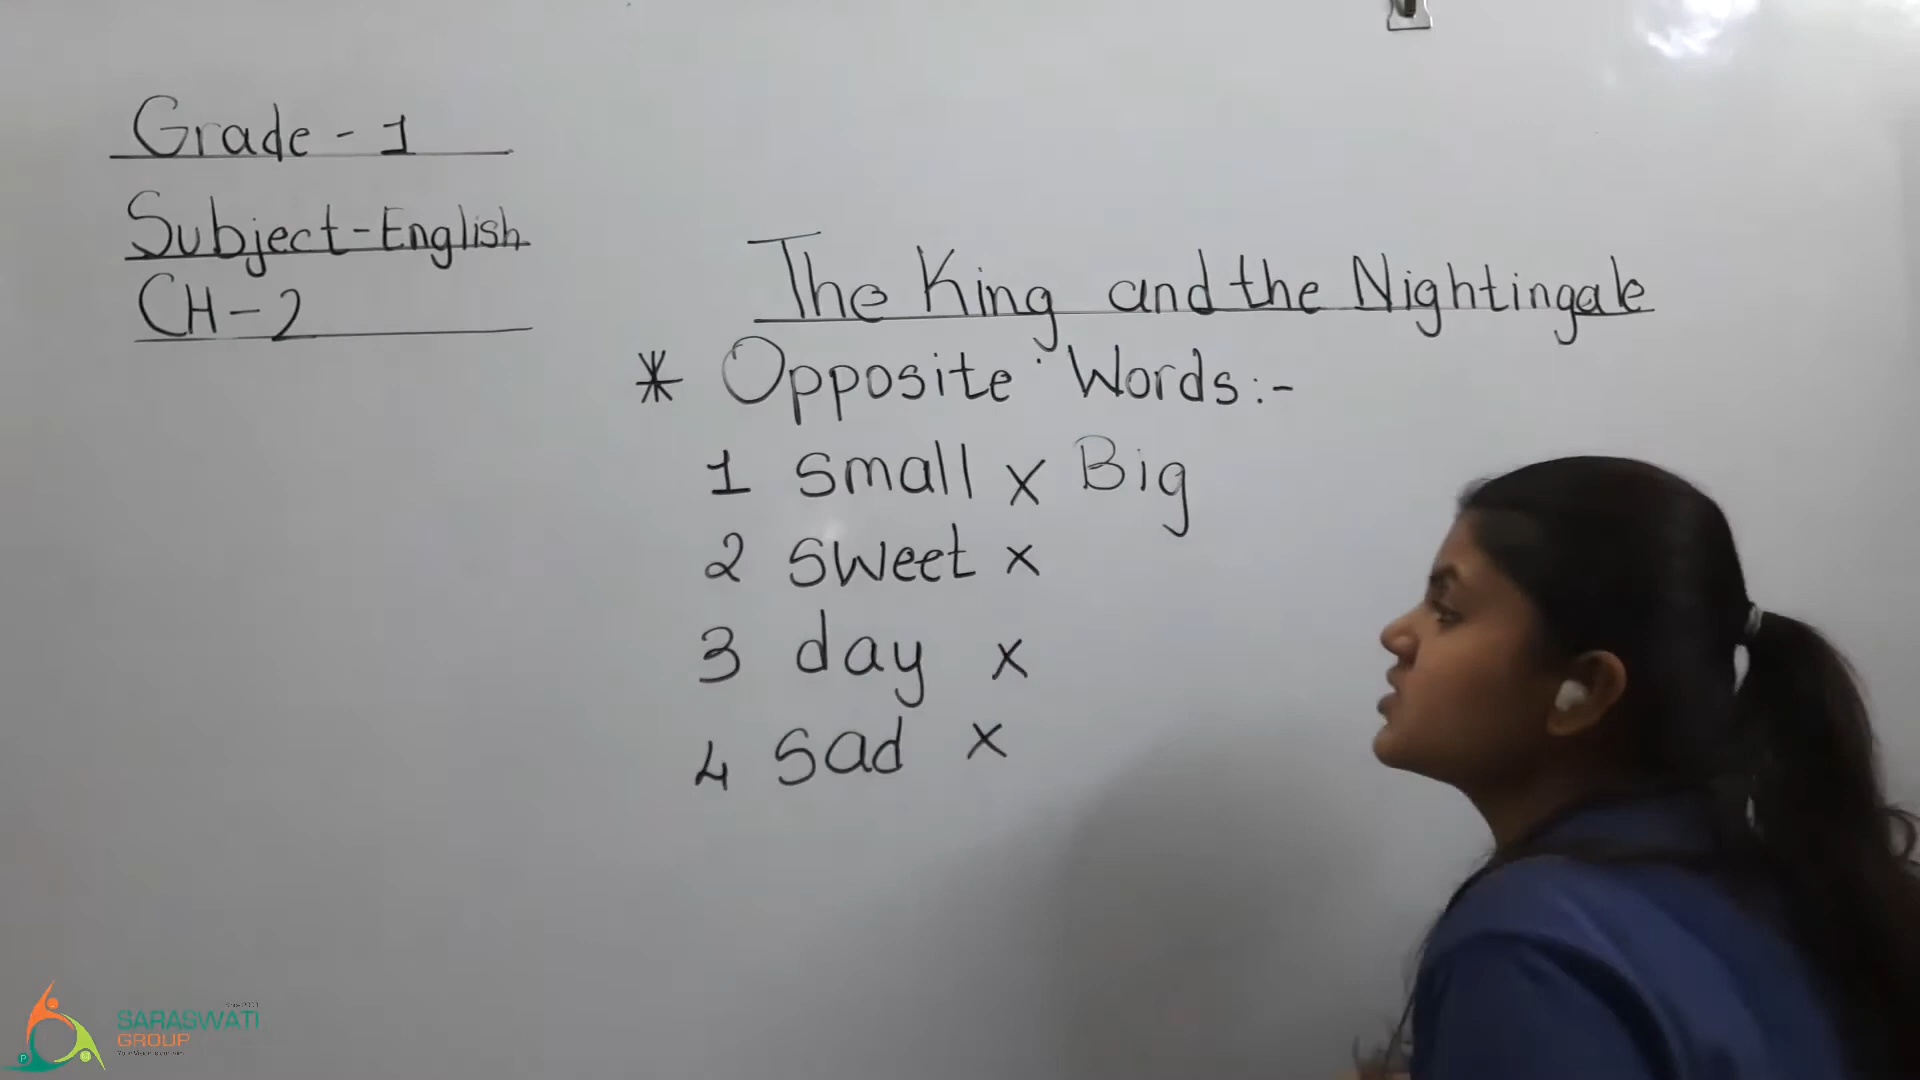 Grade - 1
Subject - English
CH - 2
The King and the Nightingale
* Opposite Words :-
1 small x Big
2 sweet x
3 day x
4 sad x
SARASWATI
GROUP